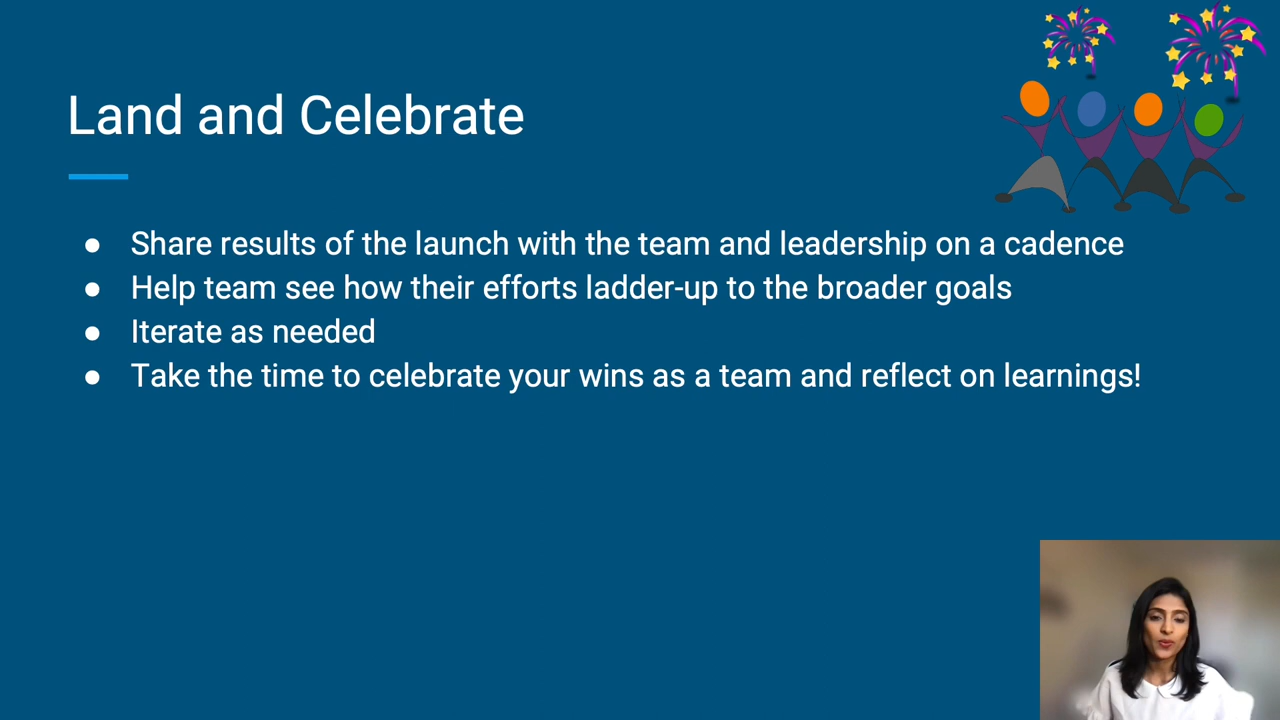 Land and Celebrate
● Share results of the launch with the team and leadership on a cadence
● Help team see how their efforts ladder-up to the broader goals
● Iterate as needed
● Take the time to celebrate your wins as a team and reflect on learnings!